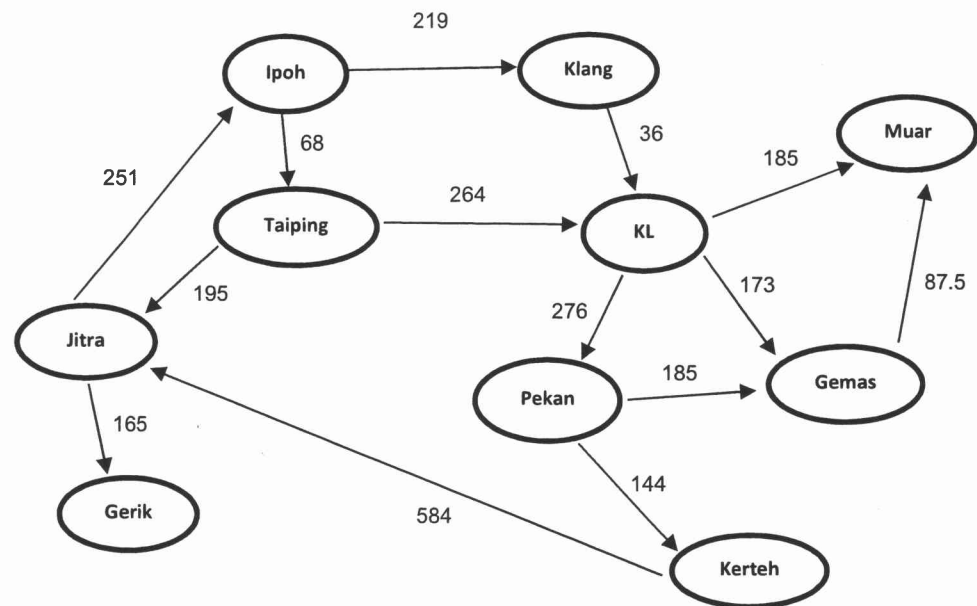 219
Ipoh
Klang
Muar
68
36
185
251
Taiping
264
KL
195
276
173
87.5
Jitra
185
Pekan
Gemas
165
144
Gerik
584
Kerteh